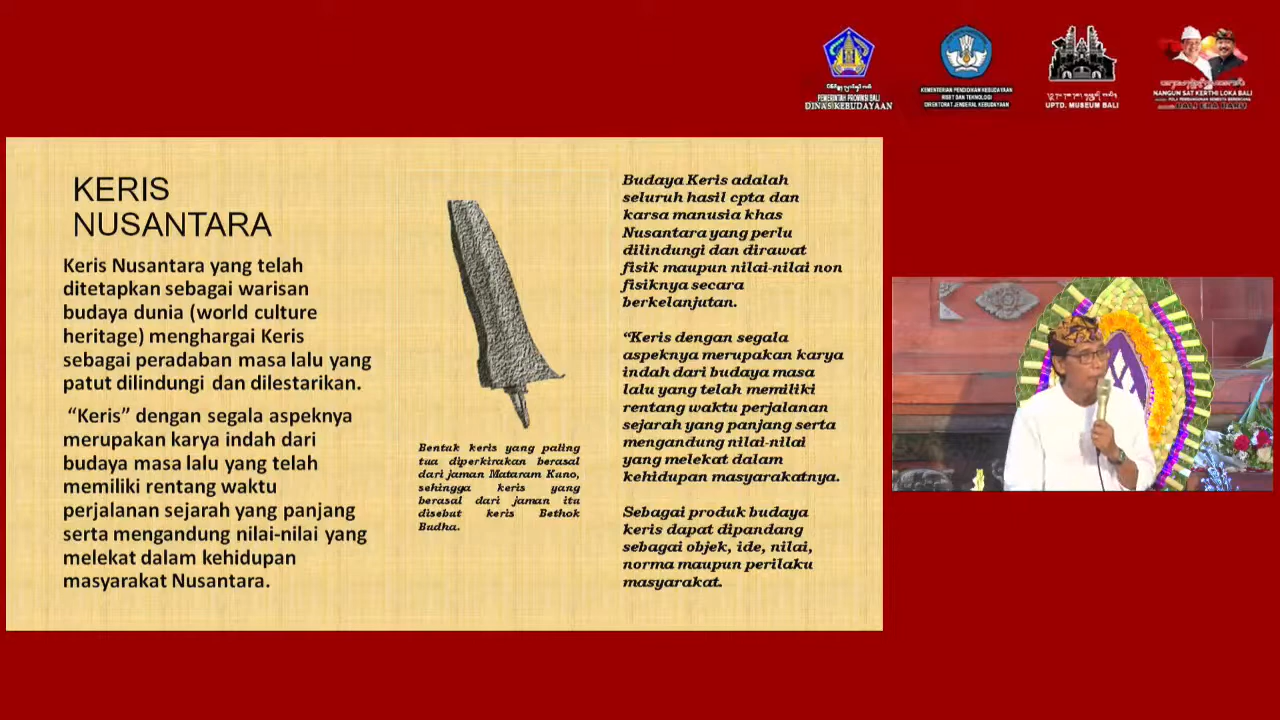 PEMERINTAH PROVINSI BALI
DINAS KEBUDAYAAN
KEMENTERIAN PENDIDIKAN KEBUDAYAAN
RISET DAN TEKNOLOGI
DIREKTORAT JENDERAL KEBUDAYAAN
UPTD. MUSEUM BALI
NANGUN SAT KERTHI LOKA BALI
POLA PEMBANGUNAN SEMESTA BERENCANA
BALI ERA BARU
KERIS
NUSANTARA
Keris Nusantara yang telah
ditetapkan sebagai warisan
budaya dunia (world culture
heritage) menghargai Keris
sebagai peradaban masa lalu yang
patut dilindungi dan dilestarikan.
“Keris” dengan segala aspeknya
merupakan karya indah dari
budaya masa lalu yang telah
memiliki rentang waktu
perjalanan sejarah yang panjang
serta mengandung nilai-nilai yang
melekat dalam kehidupan
masyarakat Nusantara.
Bentuk keris yang paling
tua diperkirakan berasal
dari jaman Mataram Kuno,
sehingga keris yang
berasal dari jaman itu
disebut keris Bethok
Budha.
Budaya Keris adalah
seluruh hasil cpta dan
karsa manusia khas
Nusantara yang perlu
dilindungi dan dirawat
fisik maupun nilai-nilai non
fisiknya secara
berkelanjutan.
“Keris dengan segala
aspeknya merupakan karya
indah dari budaya masa
lalu yang telah memiliki
rentang waktu perjalanan
sejarah yang panjang serta
mengandung nilai-nilai
yang melekat dalam
kehidupan masyarakatnya.
Sebagai produk budaya
keris dapat dipandang
sebagai objek, ide, nilai,
norma maupun perilaku
masyarakat.